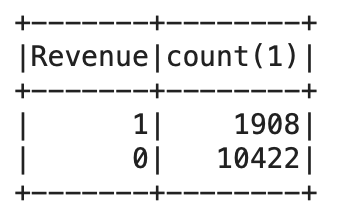 +-------+--------+
|Revenue|count(1)|
+-------+--------+
|      1|    1908|
|      0|   10422|
+-------+--------+